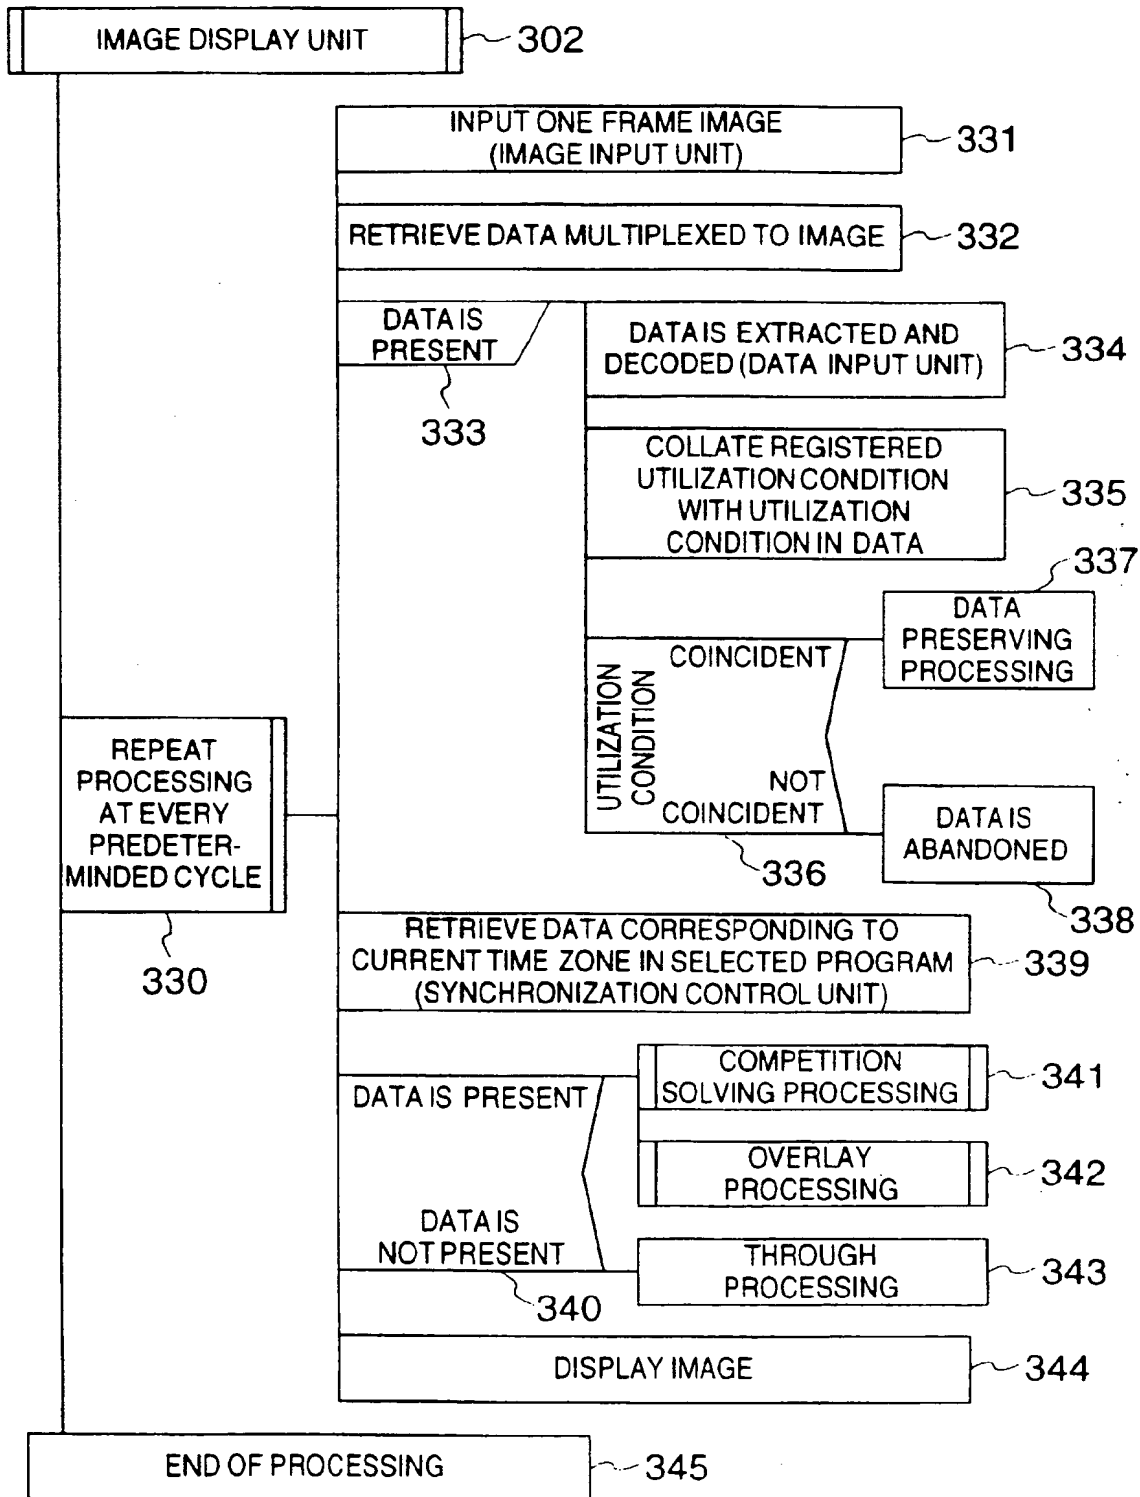 IMAGE DISPLAY UNIT
302
INPUT ONE FRAME IMAGE
(IMAGE INPUT UNIT)
331
RETRIEVE DATA MULTIPLEXED TO IMAGE
332
DATA IS
PRESENT
333
DATA IS EXTRACTED AND
DECODED (DATA INPUT UNIT)
334
COLLATE REGISTERED
UTILIZATION CONDITION
WITH UTILIZATION
CONDITION IN DATA
335
UTILIZATION
CONDITION
COINCIDENT
NOT
COINCIDENT
336
337
DATA
PRESERVING
PROCESSING
DATA IS
ABANDONED
338
REPEAT
PROCESSING
AT EVERY
PREDETER-
MINDED CYCLE
330
RETRIEVE DATA CORRESPONDING TO
CURRENT TIME ZONE IN SELECTED PROGRAM
(SYNCHRONIZATION CONTROL UNIT)
339
DATA IS PRESENT
DATA IS
NOT PRESENT
340
COMPETITION
SOLVING PROCESSING
341
OVERLAY
PROCESSING
342
THROUGH
PROCESSING
343
DISPLAY IMAGE
344
END OF PROCESSING
345